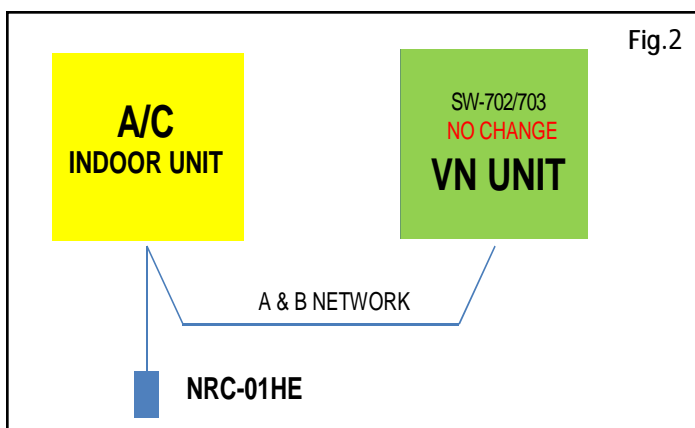 Fig.2
A/C
INDOOR UNIT
SW-702/703
NO CHANGE
VN UNIT
A & B NETWORK
NRC-01HE